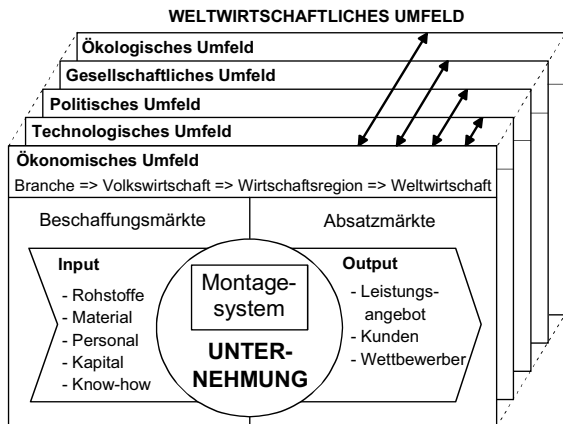 WELTWIRTSCHAFTLICHES UMFELD
Ökologisches Umfeld
Gesellschaftliches Umfeld
Politisches Umfeld
Technologisches Umfeld
Ökonomisches Umfeld
Branche => Volkswirtschaft => Wirtschaftsregion => Weltwirtschaft
Beschaffungsmärkte
Absatzmärkte
Input
- Rohstoffe
- Material
- Personal
- Kapital
- Know-how
Montage-
system
UNTER-
NEHMUNG
Output
- Leistungs-
angebot
- Kunden
- Wettbewerber